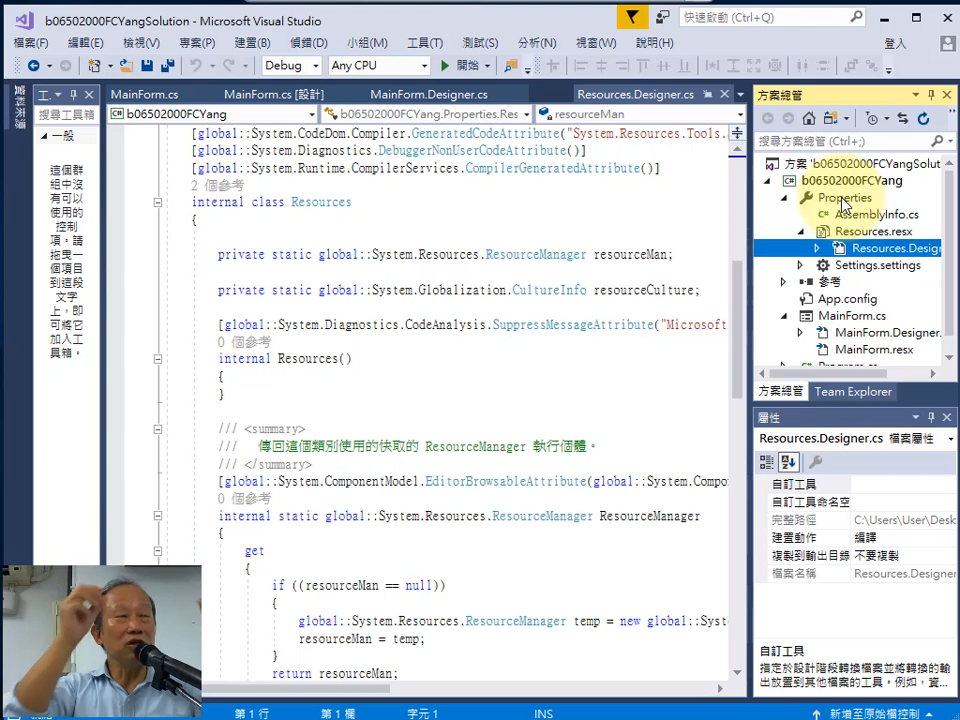 b06502000FCYangSolution - Microsoft Visual Studio
快速啟動 (Ctrl+Q)
檔案(F) 編輯(E) 檢視(V) 專案(P) 建置(B) 偵錯(D) 小組(M) 工具(T) 測試(S) 分析(N) 視窗(W) 說明(H) 登入
Debug Any CPU 開始
資料來源
工...
搜尋工具箱
一般
這個群
組中沒
有可以
使用的
控制
項。請
拖曳一
個項目
到這段
文字
上，即
可將它
加入工
具箱。
MainForm.cs MainForm.cs [設計] MainForm.Designer.cs Resources.Designer.cs
b06502000FCYang b06502000FCYang.Properties.Res resourceMan
[global::System.CodeDom.Compiler.GeneratedCodeAttribute("System.Resources.Tools.
[global::System.Diagnostics.DebuggerNonUserCodeAttribute()]
[global::System.Runtime.CompilerServices.CompilerGeneratedAttribute()]
2 個參考
internal class Resources
{
private static global::System.Resources.ResourceManager resourceMan;
private static global::System.Globalization.CultureInfo resourceCulture;
[global::System.Diagnostics.CodeAnalysis.SuppressMessageAttribute("Microsoft
0 個參考
internal Resources()
{
}
/// <summary>
/// 傳回這個類別使用的快取的 ResourceManager 執行個體。
/// </summary>
[global::System.ComponentModel.EditorBrowsableAttribute(global::System.Compo
0 個參考
internal static global::System.Resources.ResourceManager ResourceManager
{
get
{
if ((resourceMan == null))
{
global::System.Resources.ResourceManager temp = new global::Syst
resourceMan = temp;
}
return resourceMan;
方案總管
搜尋方案總管 (Ctrl+;)
方案 'b06502000FCYangSolut
b06502000FCYang
Properties
AssemblyInfo.cs
Resources.resx
Resources.Design
Settings.settings
參考
App.config
MainForm.cs
MainForm.Designer.
MainForm.resx
方案總管 Team Explorer
屬性
Resources.Designer.cs 檔案屬性
自訂工具
自訂工具命名空
完整路徑 C:\Users\User\Desk
建置動作 編譯
複製到輸出目錄 不要複製
檔案名稱 Resources.Designer
自訂工具
指定於設計階段轉換檔案並將轉換的輸
出放置到其他檔案的工具。例如，資...
第 1 行 第 1 欄 字元 1 INS 新增至原始檔控制